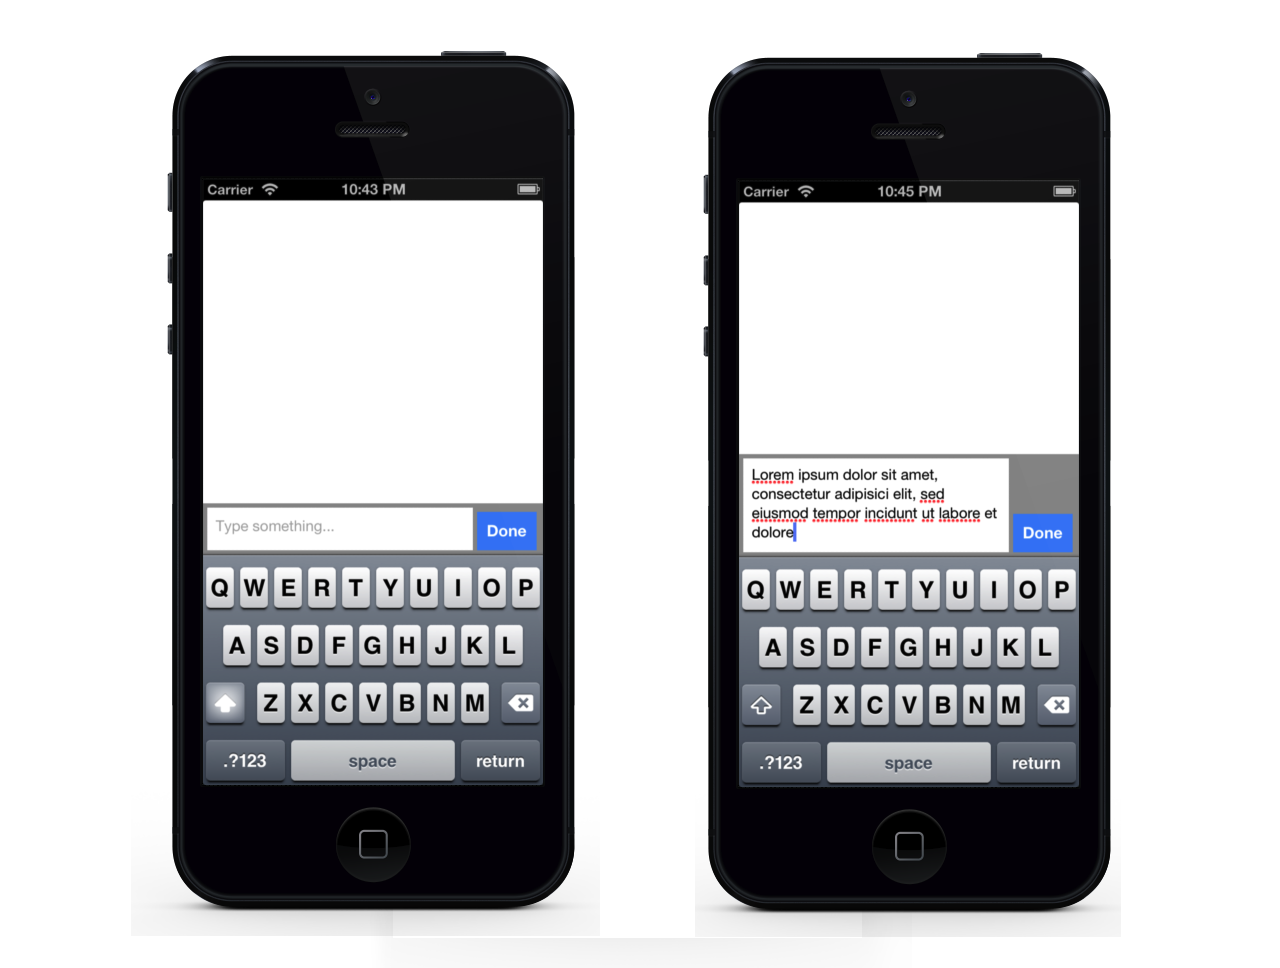 Carrier 10:43 PM
Type something...
Done
Q W E R T Y U I O P
A S D F G H J K L
Z X C V B N M
.?123 space return
Carrier 10:45 PM
Lorem ipsum dolor sit amet,
consectetur adipisici elit, sed
eiusmod tempor incidunt ut labore et
dolore
Done
Q W E R T Y U I O P
A S D F G H J K L
Z X C V B N M
.?123 space return